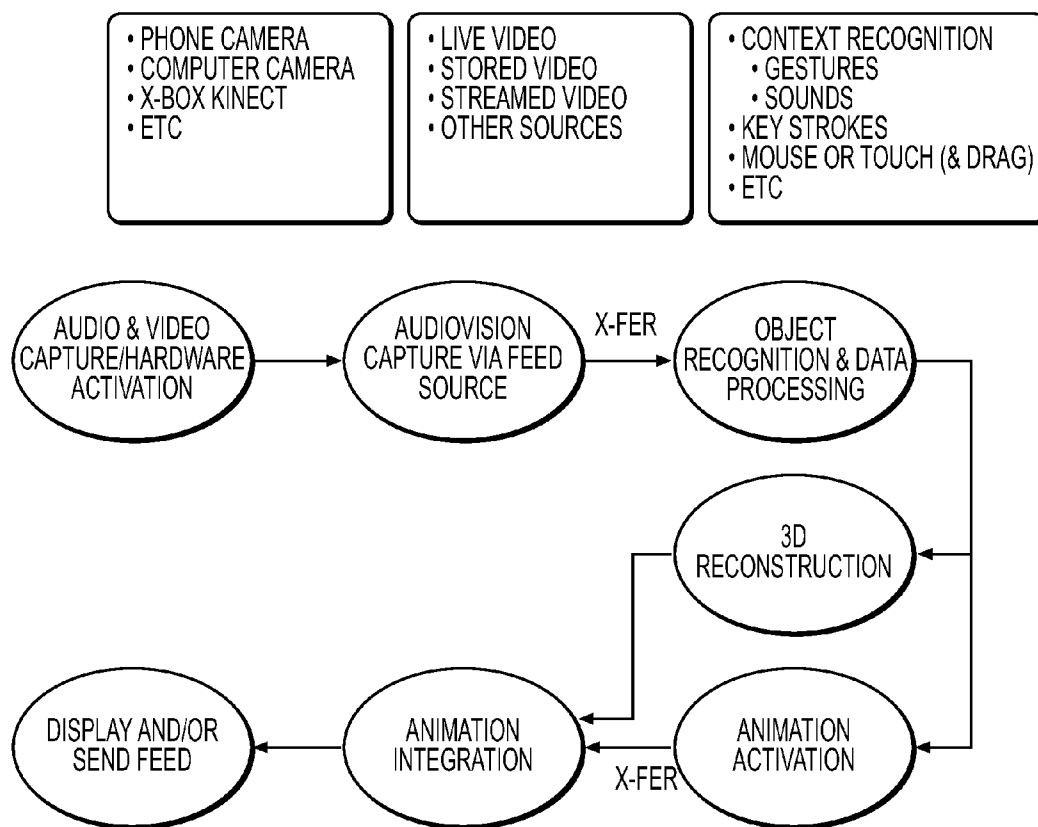 • PHONE CAMERA
• COMPUTER CAMERA
• X-BOX KINECT
• ETC
• LIVE VIDEO
• STORED VIDEO
• STREAMED VIDEO
• OTHER SOURCES
• CONTEXT RECOGNITION
• GESTURES
• SOUNDS
• KEY STROKES
• MOUSE OR TOUCH (& DRAG)
• ETC
AUDIO & VIDEO
CAPTURE/HARDWARE
ACTIVATION
AUDIOVISION
CAPTURE VIA FEED
SOURCE
X-FER
OBJECT
RECOGNITION & DATA
PROCESSING
3D
RECONSTRUCTION
DISPLAY AND/OR
SEND FEED
ANIMATION
INTEGRATION
X-FER
ANIMATION
ACTIVATION